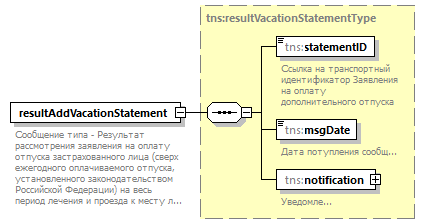 tns:resultVacationStatementType
tns:statementID
Ссылка на транспортный
идентификатор Заявления
на оплату
дополнительного отпуска
resultAddVacationStatement
Сообщение типа - Результат
рассмотрения заявления на оплату
отпуска застрахованного лица (сверх
ежегодного оплачиваемого отпуска,
установленного законодательством
Российской Федерации) на весь
период лечения и проезда к месту л...
tns:msgDate
Дата потупления сообщ...
tns:notification
Уведомле...